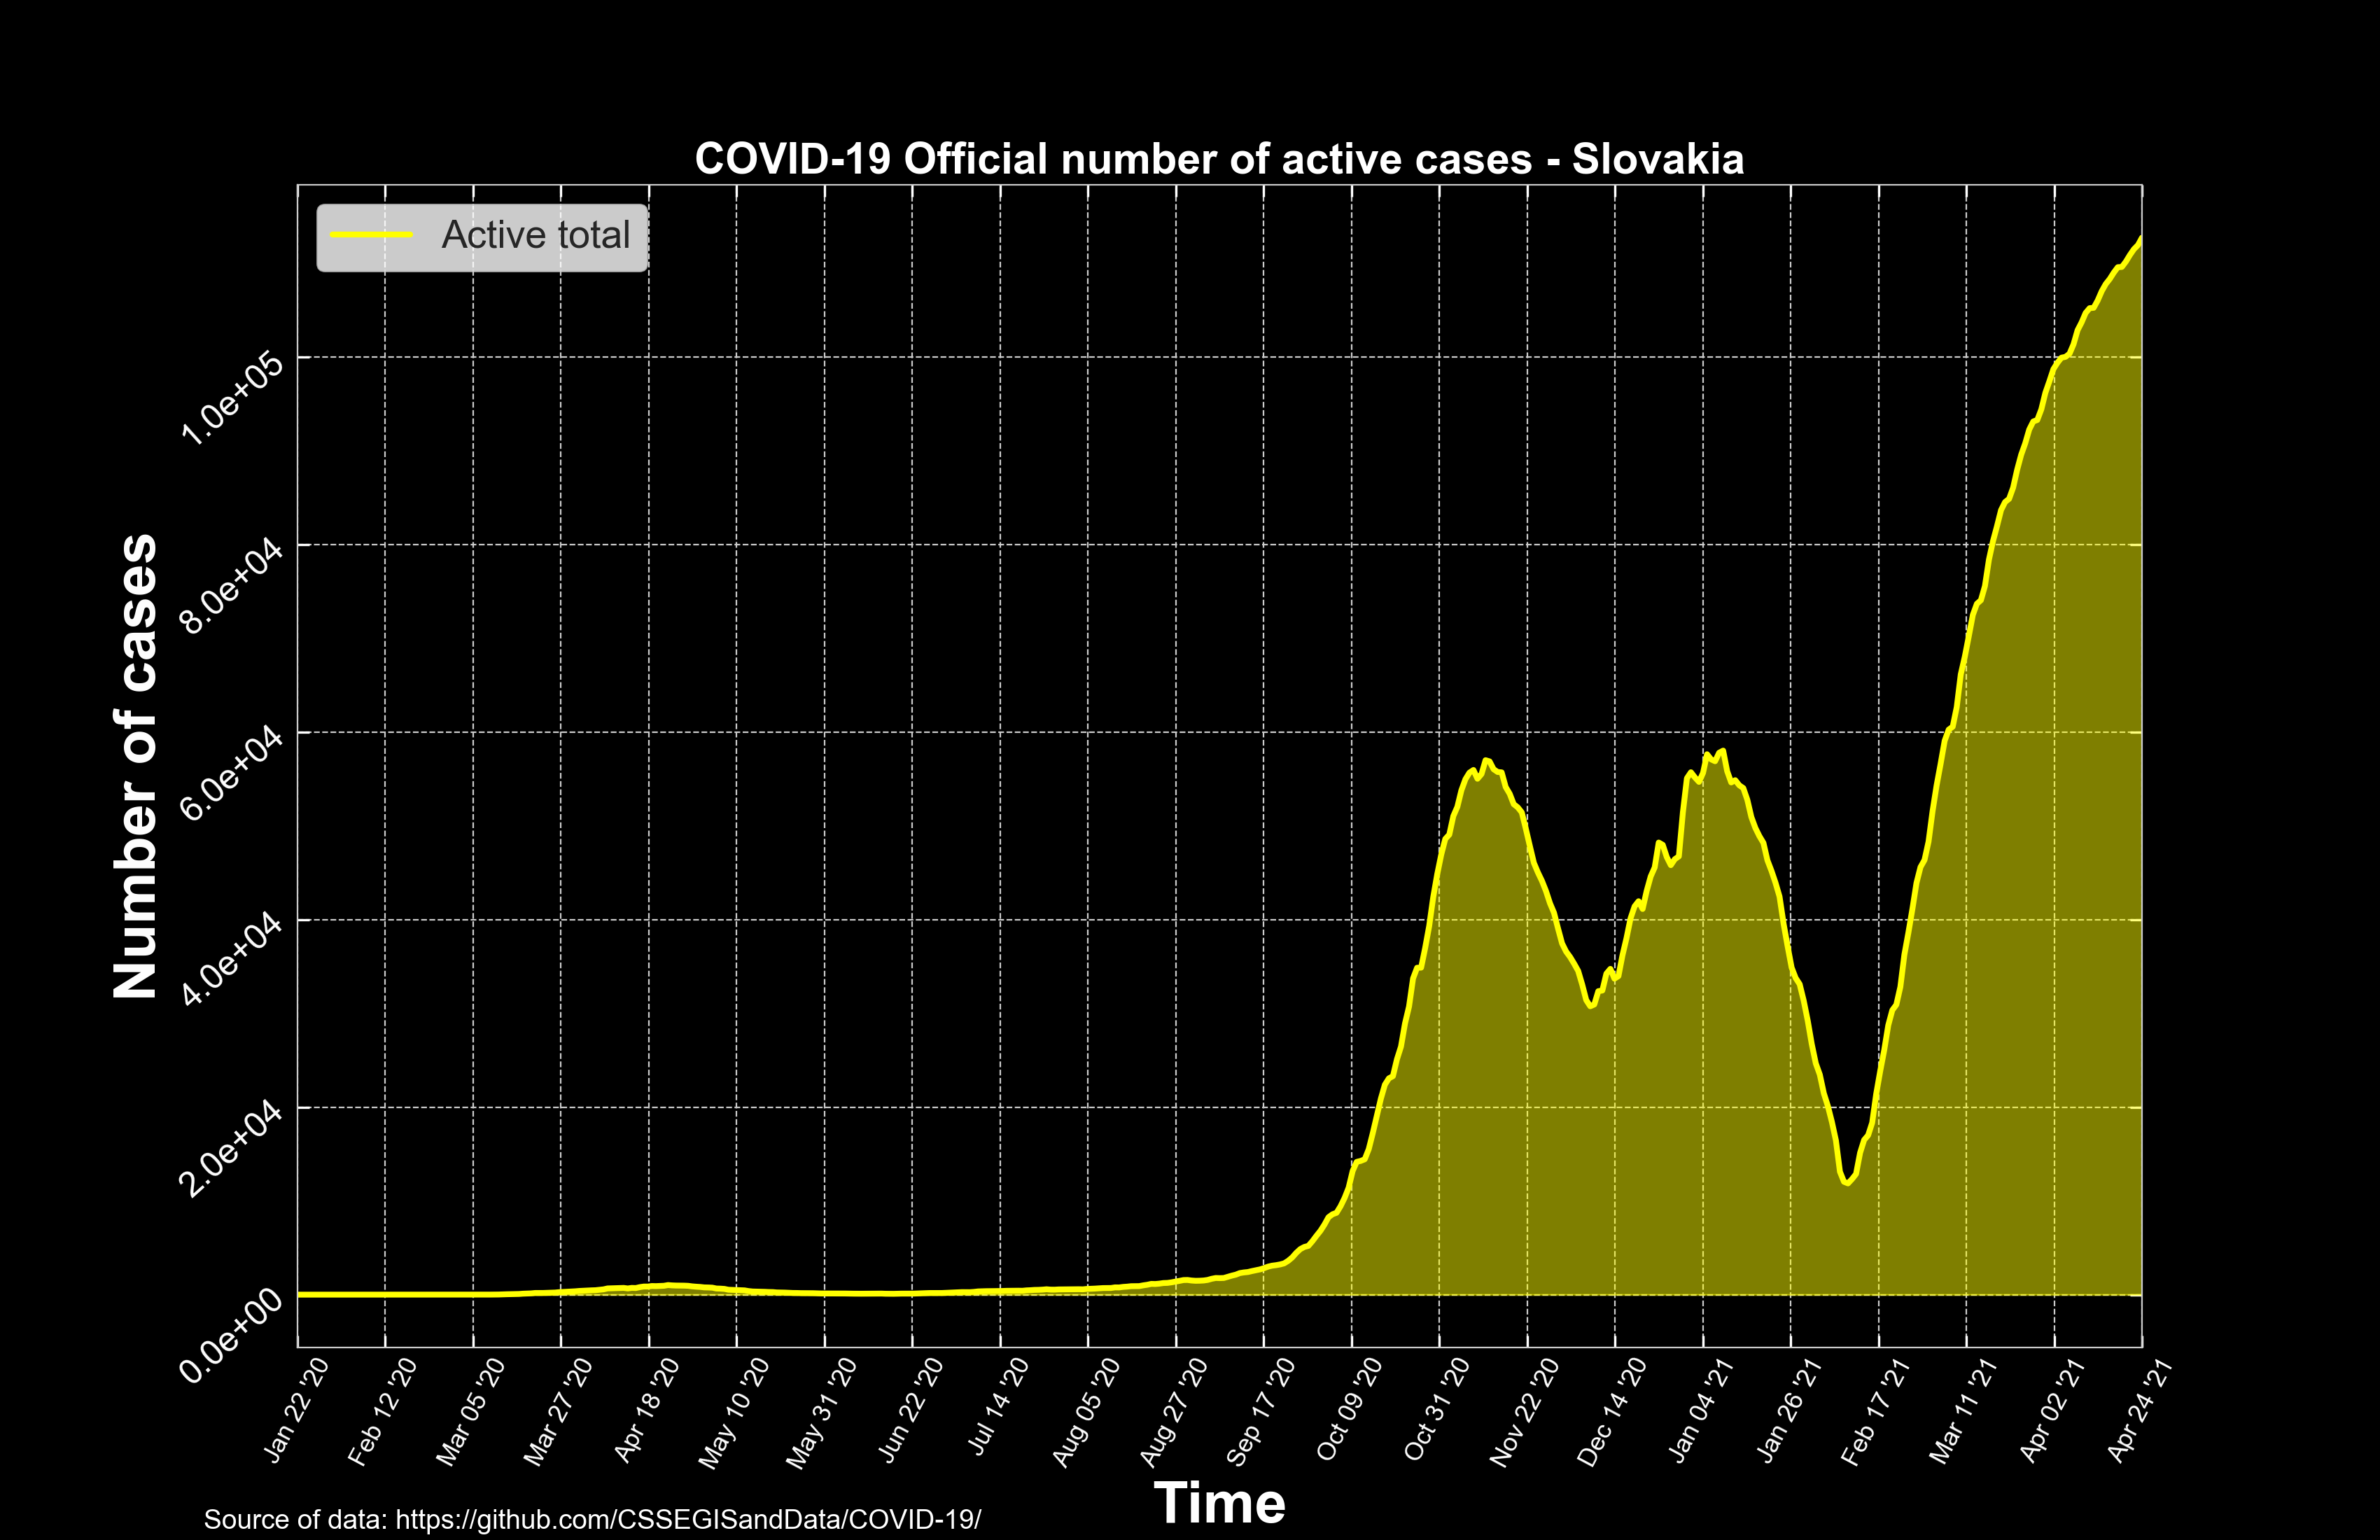 COVID-19 Official number of active cases - Slovakia
Active total
Number of cases
1.0e+05
8.0e+04
6.0e+04
4.0e+04
2.0e+04
0.0e+00
Jan 22 '20
Feb 12 '20
Mar 05 '20
Mar 27 '20
Apr 18 '20
May 10 '20
May 31 '20
Jun 22 '20
Jul 14 '20
Aug 05 '20
Aug 27 '20
Sep 17 '20
Oct 09 '20
Oct 31 '20
Nov 22 '20
Dec 14 '20
Jan 04 '21
Jan 26 '21
Feb 17 '21
Mar 11 '21
Apr 02 '21
Apr 24 '21
Time
Source of data: https://github.com/CSSEGISandData/COVID-19/